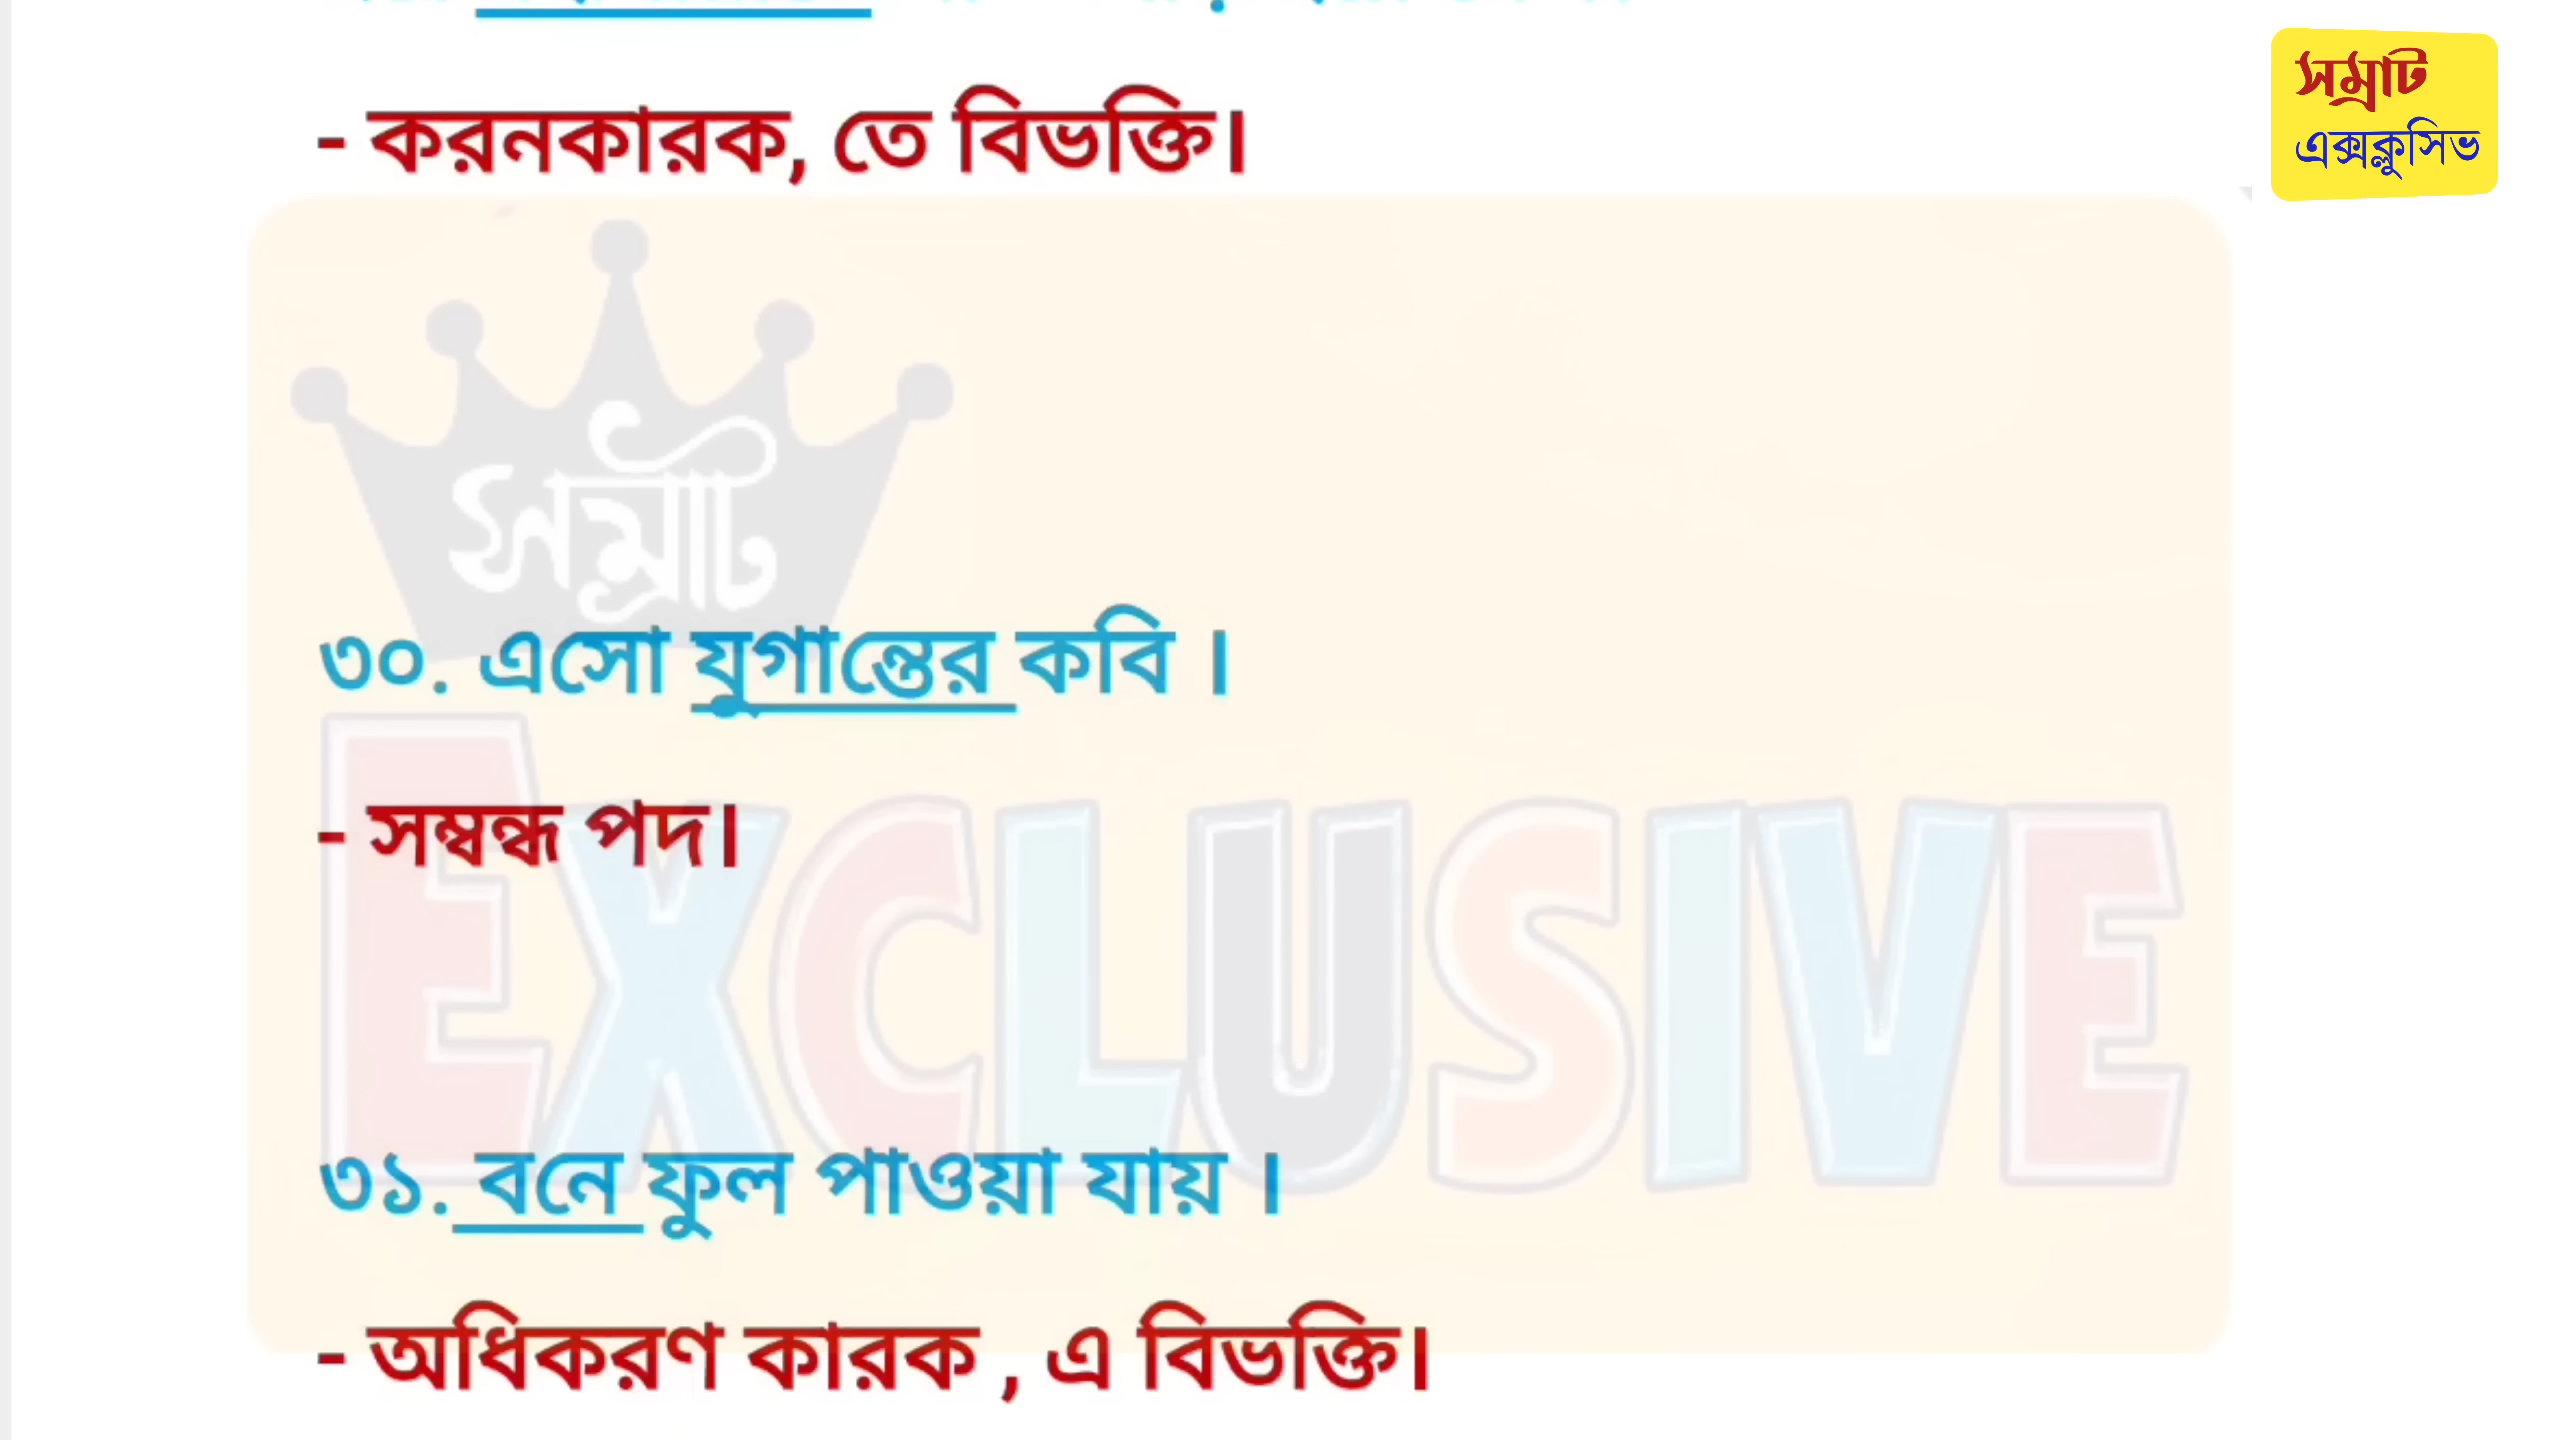 সম্রাট
এক্সক্লুসিভ
- করনকারক, তে বিভক্তি।
সম্রাট
৩০. এসো যুগান্তের কবি ।
EXCLUSIVE
- সম্বন্ধ পদ।
৩১. বনে ফুল পাওয়া যায় ।
- অধিকরণ কারক , এ বিভক্তি।